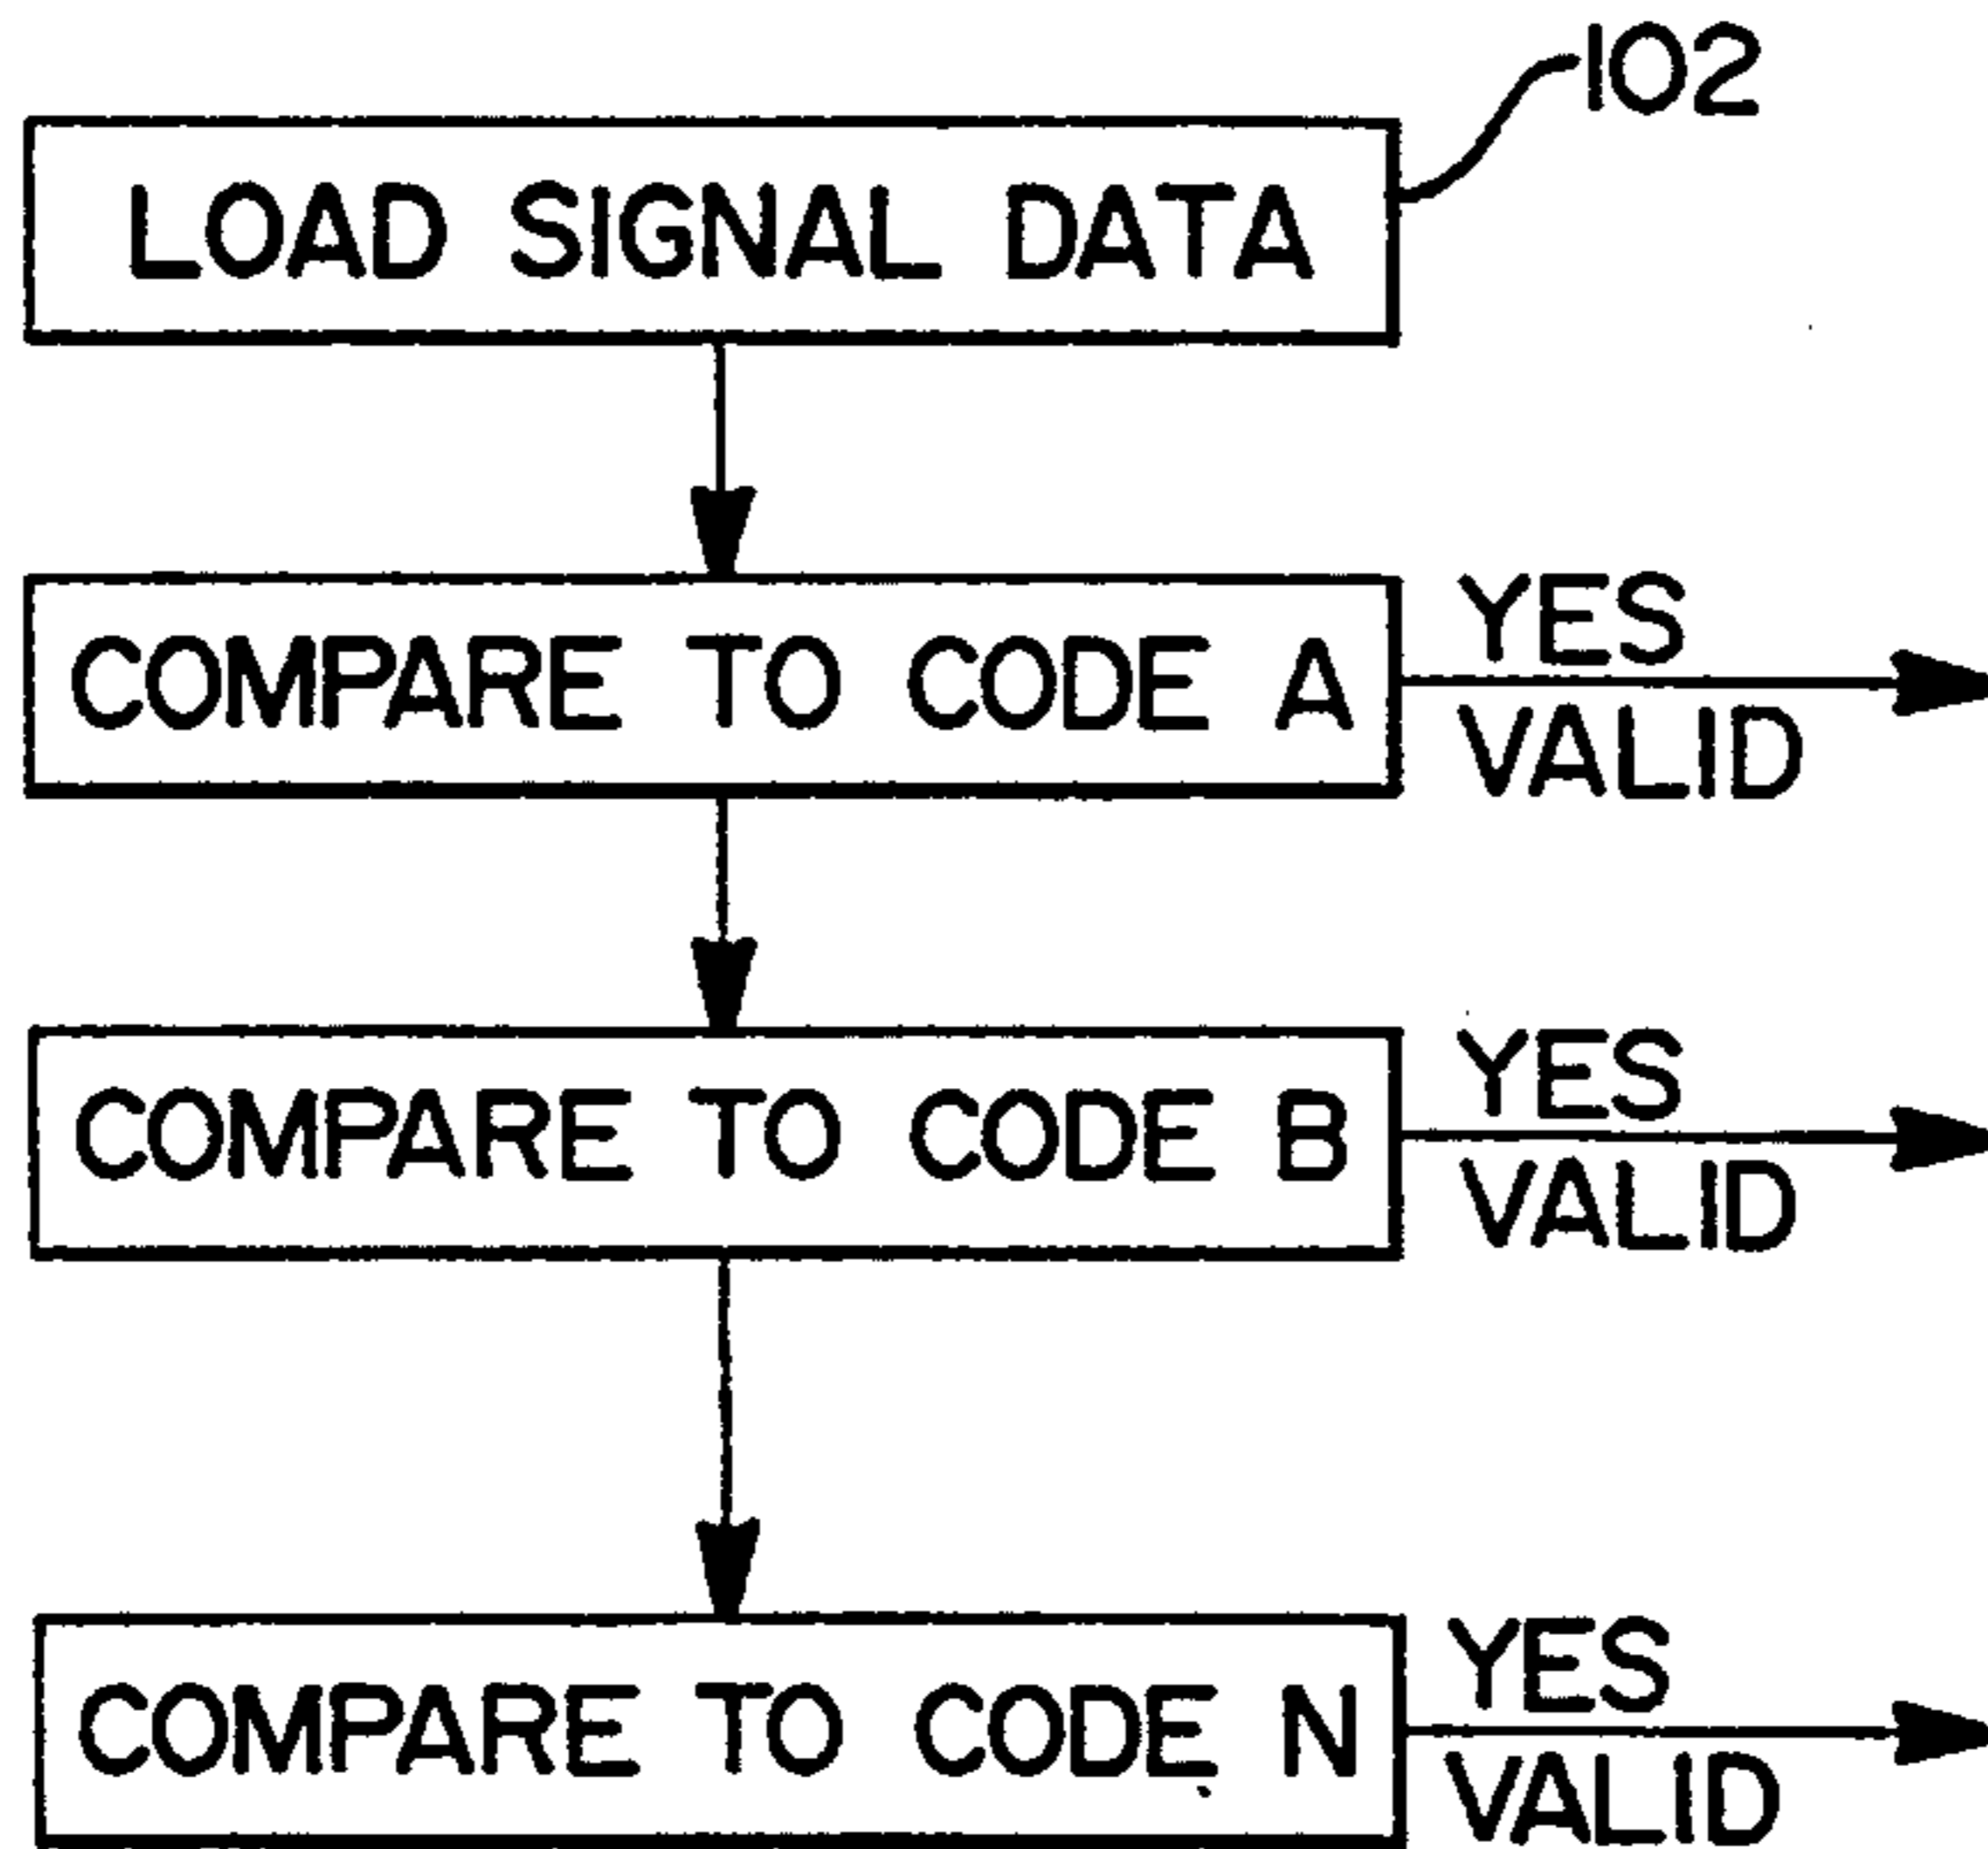 102
LOAD SIGNAL DATA
COMPARE TO CODE A
YES
VALID
COMPARE TO CODE B
YES
VALID
COMPARE TO CODE N
YES
VALID